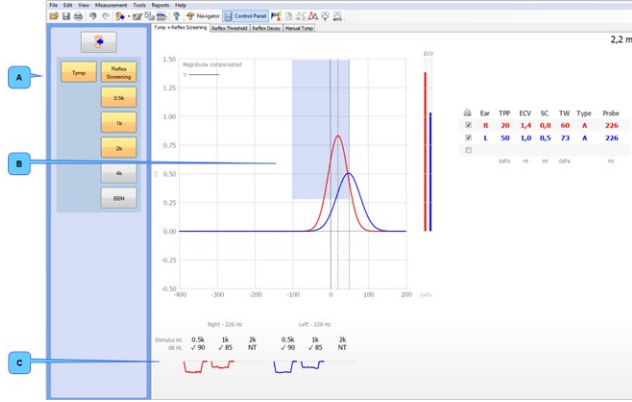 File Edit View Measurement Tools Reports Help
Navigator Control Panel
Tymp + Reflex Screening Reflex Threshold Reflex Decay Manual Tymp
2,2 m
A
Tymp
Reflex
Screening
0.5k
1k
2k
4k
BBN
B
C
Magnitude compensated
Y
1.50
1.25
1.00
0.75
0.50
0.25
0.00
-0.25
-0.50
-400 -300 -200 -100 0 100 200 daPa
ECV
Ear TPP ECV SC TW Type Probe
R 20 1,4 0,8 60 A 226
L 50 1,0 0,5 73 A 226
daPa ml ml daPa Hz
Right - 226 Hz Left - 226 Hz
Stimulus Hz 0.5k 1k 2k 0.5k 1k 2k
dB HL ✓ 90 ✓ 85 NT ✓ 90 ✓ 85 NT